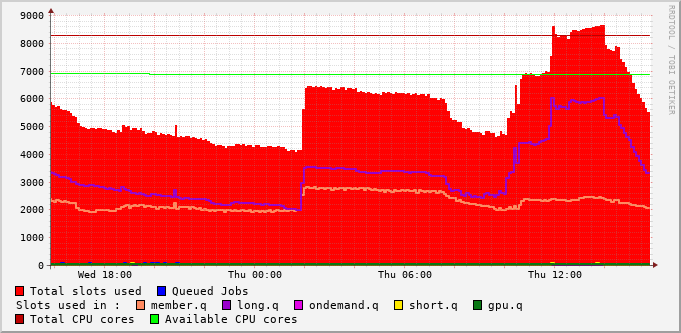 9000
8000
7000
6000
5000
4000
3000
2000
1000
0
Wed 18:00 Thu 00:00 Thu 06:00 Thu 12:00
RRDTOOL / TOBI OETIKER
Total slots used Queued Jobs
Slots used in : member.q long.q ondemand.q short.q gpu.q
Total CPU cores Available CPU cores